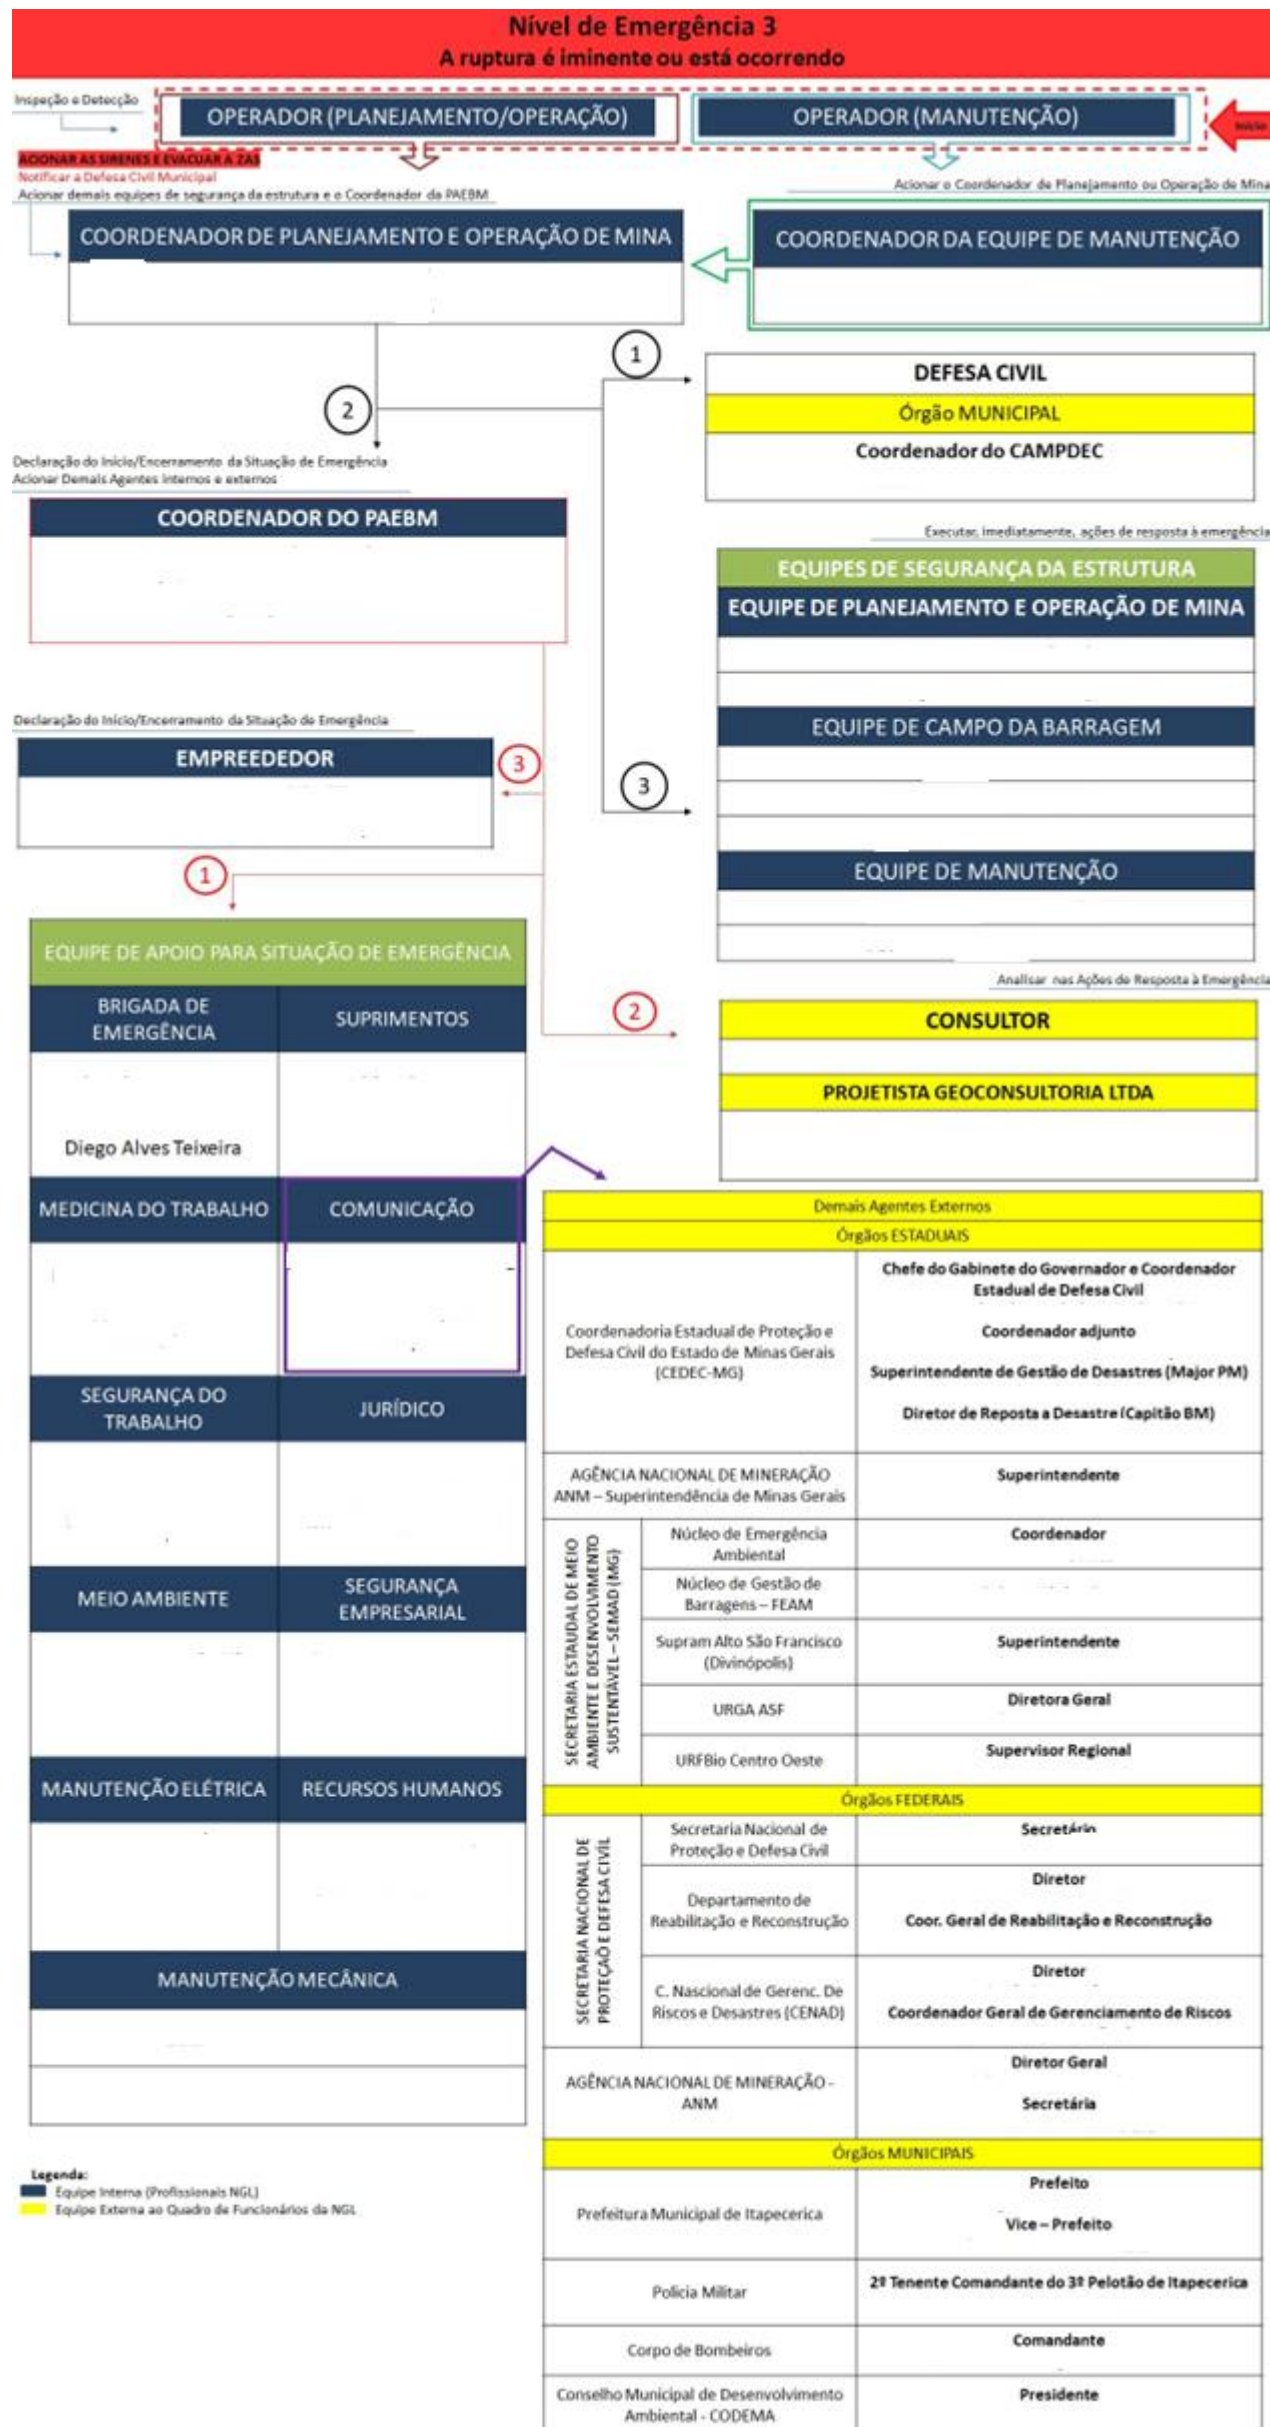 Nível de Emergência 3
A ruptura é iminente ou está ocorrendo
Inspeção e Detecção
OPERADOR (PLANEJAMENTO/OPERAÇÃO)
OPERADOR (MANUTENÇÃO)
Início
ACIONAR AS SIRENES E EVACUAR A ZAS
Notificar a Defesa Civil Municipal
Acionar demais equipes de segurança da estrutura e o Coordenador da PAEBM
Acionar o Coordenador de Planejamento ou Operação de Mina
COORDENADOR DE PLANEJAMENTO E OPERAÇÃO DE MINA
COORDENADOR DA EQUIPE DE MANUTENÇÃO
1
2
DEFESA CIVIL
Órgão MUNICIPAL
Coordenador do CAMPDEC
Declaração do Início/Encerramento da Situação de Emergência
Acionar Demais Agentes internos e externos
COORDENADOR DO PAEBM
Executar, imediatamente, ações de resposta à emergência
EQUIPES DE SEGURANÇA DA ESTRUTURA
EQUIPE DE PLANEJAMENTO E OPERAÇÃO DE MINA
EQUIPE DE CAMPO DA BARRAGEM
EQUIPE DE MANUTENÇÃO
Declaração do Início/Encerramento da Situação de Emergência
EMPREEDEDOR
3
3
1
EQUIPE DE APOIO PARA SITUAÇÃO DE EMERGÊNCIA
BRIGADA DE
EMERGÊNCIA
SUPRIMENTOS
Diego Alves Teixeira
Analisar nas Ações de Resposta à Emergência
2
CONSULTOR
PROJETISTA GEOCONSULTORIA LTDA
MEDICINA DO TRABALHO
COMUNICAÇÃO
SEGURANÇA DO
TRABALHO
JURÍDICO
MEIO AMBIENTE
SEGURANÇA
EMPRESARIAL
MANUTENÇÃO ELÉTRICA
RECURSOS HUMANOS
MANUTENÇÃO MECÂNICA
Demais Agentes Externos
Órgãos ESTADUAIS
Coordenadoria Estadual de Proteção e
Defesa Civil do Estado de Minas Gerais
(CEDEC-MG)
Chefe do Gabinete do Governador e Coordenador
Estadual de Defesa Civil
Coordenador adjunto
Superintendente de Gestão de Desastres (Major PM)
Diretor de Reposta a Desastre (Capitão BM)
AGÊNCIA NACIONAL DE MINERAÇÃO
ANM – Superintendência de Minas Gerais
Superintendente
SECRETARIA ESTAUDAL DE MEIO
AMBIENTE E DESENVOLVIMENTO
SUSTENTÁVEL – SEMAD (MG)
Núcleo de Emergência
Ambiental
Coordenador
Núcleo de Gestão de
Barragens – FEAM
Supram Alto São Francisco
(Divinópolis)
Superintendente
URGA ASF
Diretora Geral
URFBio Centro Oeste
Supervisor Regional
Órgãos FEDERAIS
SECRETARIA NACIONAL DE
PROTEÇAÕ E DEFESA CIVIL
Secretaria Nacional de
Proteção e Defesa Civil
Secretário
Departamento de
Reabilitação e Reconstrução
Diretor
Coor. Geral de Reabilitação e Reconstrução
C. Nascional de Gerenc. De
Riscos e Desastres (CENAD)
Diretor
Coordenador Geral de Gerenciamento de Riscos
AGÊNCIA NACIONAL DE MINERAÇÃO -
ANM
Diretor Geral
Secretária
Órgãos MUNICIPAIS
Prefeitura Municipal de Itapecerica
Prefeito
Vice – Prefeito
Policia Militar
2º Tenente Comandante do 3º Pelotão de Itapecerica
Corpo de Bombeiros
Comandante
Conselho Municipal de Desenvolvimento
Ambiental - CODEMA
Presidente
Legenda:
Equipe Interna (Profissionais NGL)
Equipe Externa ao Quadro de Funcionários da NGL